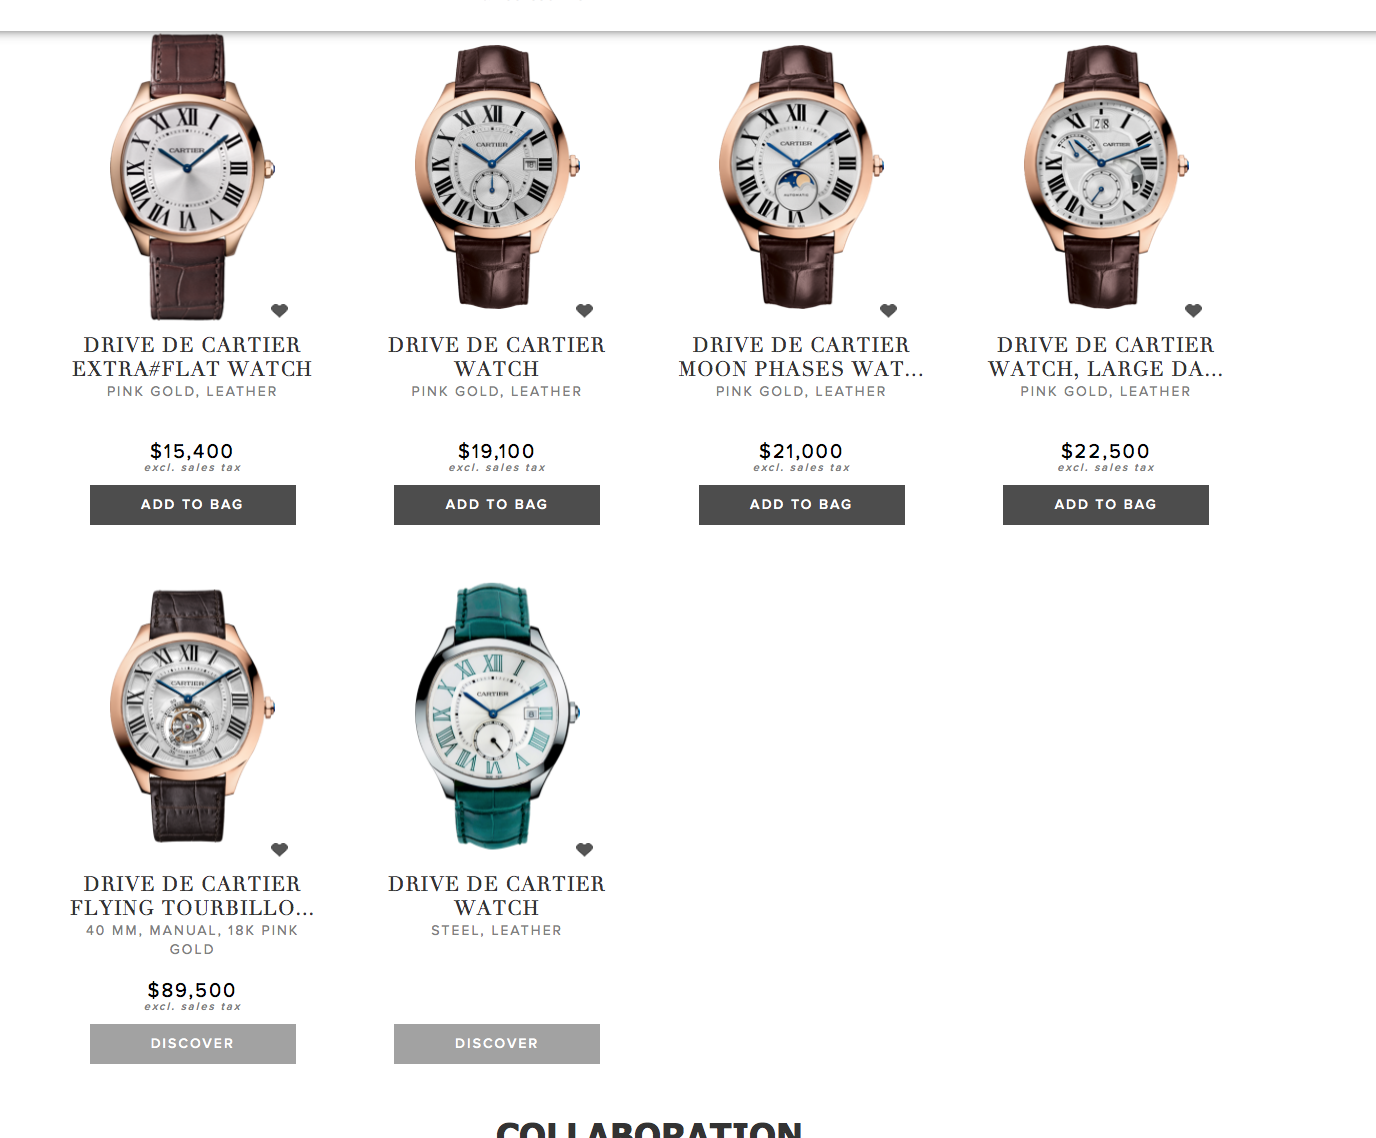 DRIVE DE CARTIER
EXTRA#FLAT WATCH
PINK GOLD, LEATHER
$15,400
excl. sales tax
ADD TO BAG
DRIVE DE CARTIER
WATCH
PINK GOLD, LEATHER
$19,100
excl. sales tax
ADD TO BAG
DRIVE DE CARTIER
MOON PHASES WAT...
PINK GOLD, LEATHER
$21,000
excl. sales tax
ADD TO BAG
DRIVE DE CARTIER
WATCH, LARGE DA...
PINK GOLD, LEATHER
$22,500
excl. sales tax
ADD TO BAG
DRIVE DE CARTIER
FLYING TOURBILLO...
40 MM, MANUAL, 18K PINK
GOLD
$89,500
excl. sales tax
DISCOVER
DRIVE DE CARTIER
WATCH
STEEL, LEATHER
DISCOVER
COLLABORATION